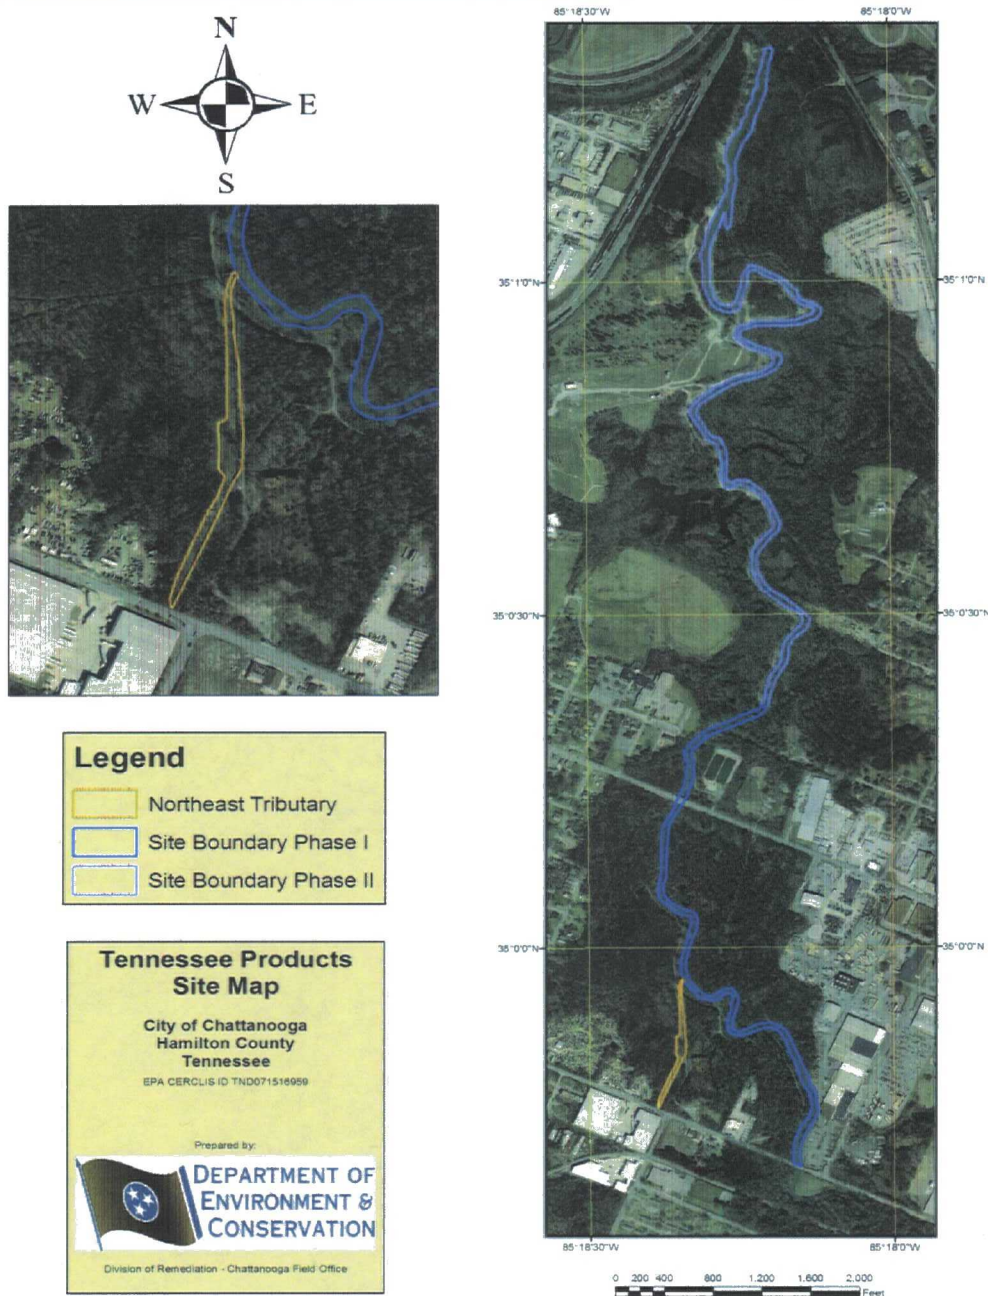 N
W E
S
85°18'30"W 85°18'0"W
35°1'0"N 35°1'0"N
35°0'30"N 35°0'30"N
35°0'0"N 35°0'0"N
85°18'30"W 85°18'0"W
0 200 400 800 1,200 1,600 2,000
Feet
Legend
Northeast Tributary
Site Boundary Phase I
Site Boundary Phase II
Tennessee Products
Site Map
City of Chattanooga
Hamilton County
Tennessee
EPA CERCLIS ID TND071516959
Prepared by:
DEPARTMENT OF
ENVIRONMENT &
CONSERVATION
Division of Remediation - Chattanooga Field Office